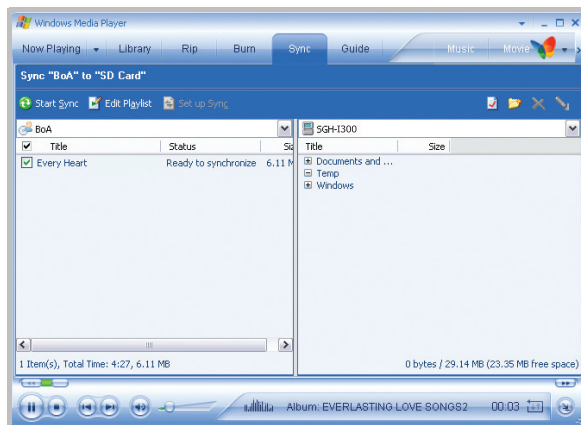 Windows Media Player
Now Playing Library Rip Burn Sync Guide Music Movie
Sync "BoA" to "SD Card"
Start Sync Edit Playlist Set up Sync
BoA
Title Status Siz
Every Heart Ready to synchronize 6.11 M
1 Item(s), Total Time: 4:27, 6.11 MB
SGH-I300
Title Size
Documents and ...
Temp
Windows
0 bytes / 29.14 MB (23.35 MB free space)
Album: EVERLASTING LOVE SONGS2 00:03